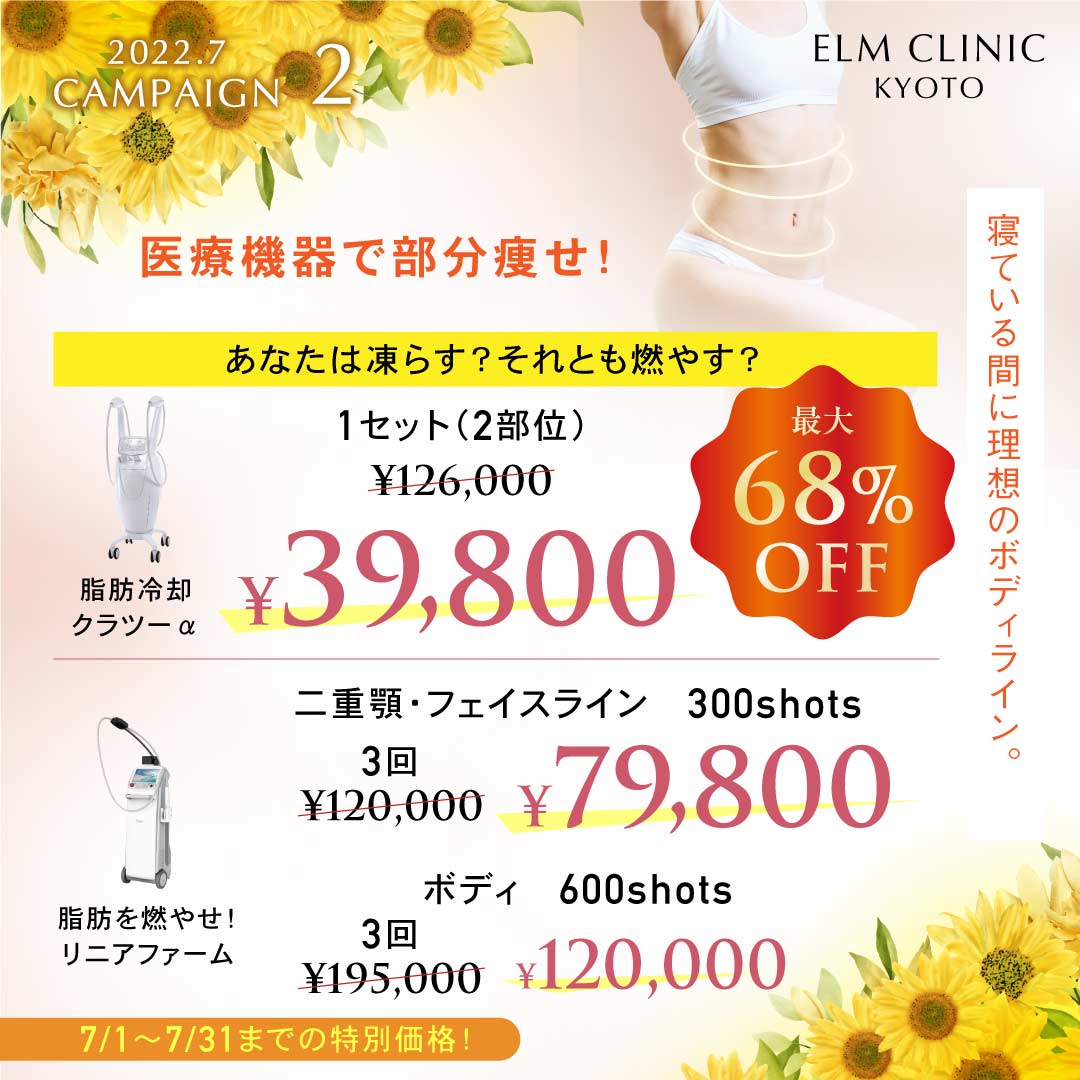 2022.7
CAMPAIGN 2
ELM CLINIC
KYOTO
医療機器で部分痩せ！
寝ている間に理想のボディライン。
あなたは凍らす？それとも燃やす？
1セット（2部位）
¥126,000
¥39,800
最大
68%
OFF
脂肪冷却
クラツーα
二重顎・フェイスライン　300shots
3回
¥120,000
¥79,800
脂肪を燃やせ！
リニアファーム
ボディ　600shots
3回
¥195,000
¥120,000
7/1〜7/31までの特別価格！